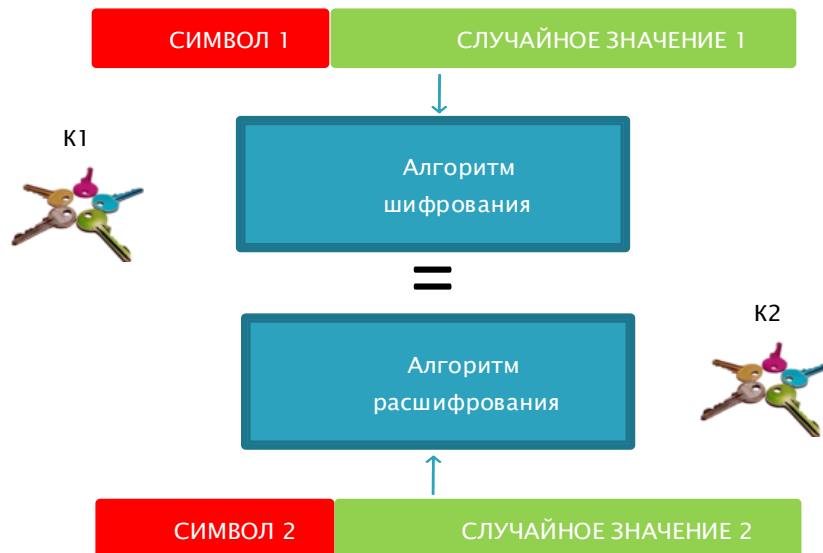 СИМВОЛ 1 СЛУЧАЙНОЕ ЗНАЧЕНИЕ 1
К1
Алгоритм
шифрования
=
К2
Алгоритм
расшифрования
СИМВОЛ 2 СЛУЧАЙНОЕ ЗНАЧЕНИЕ 2